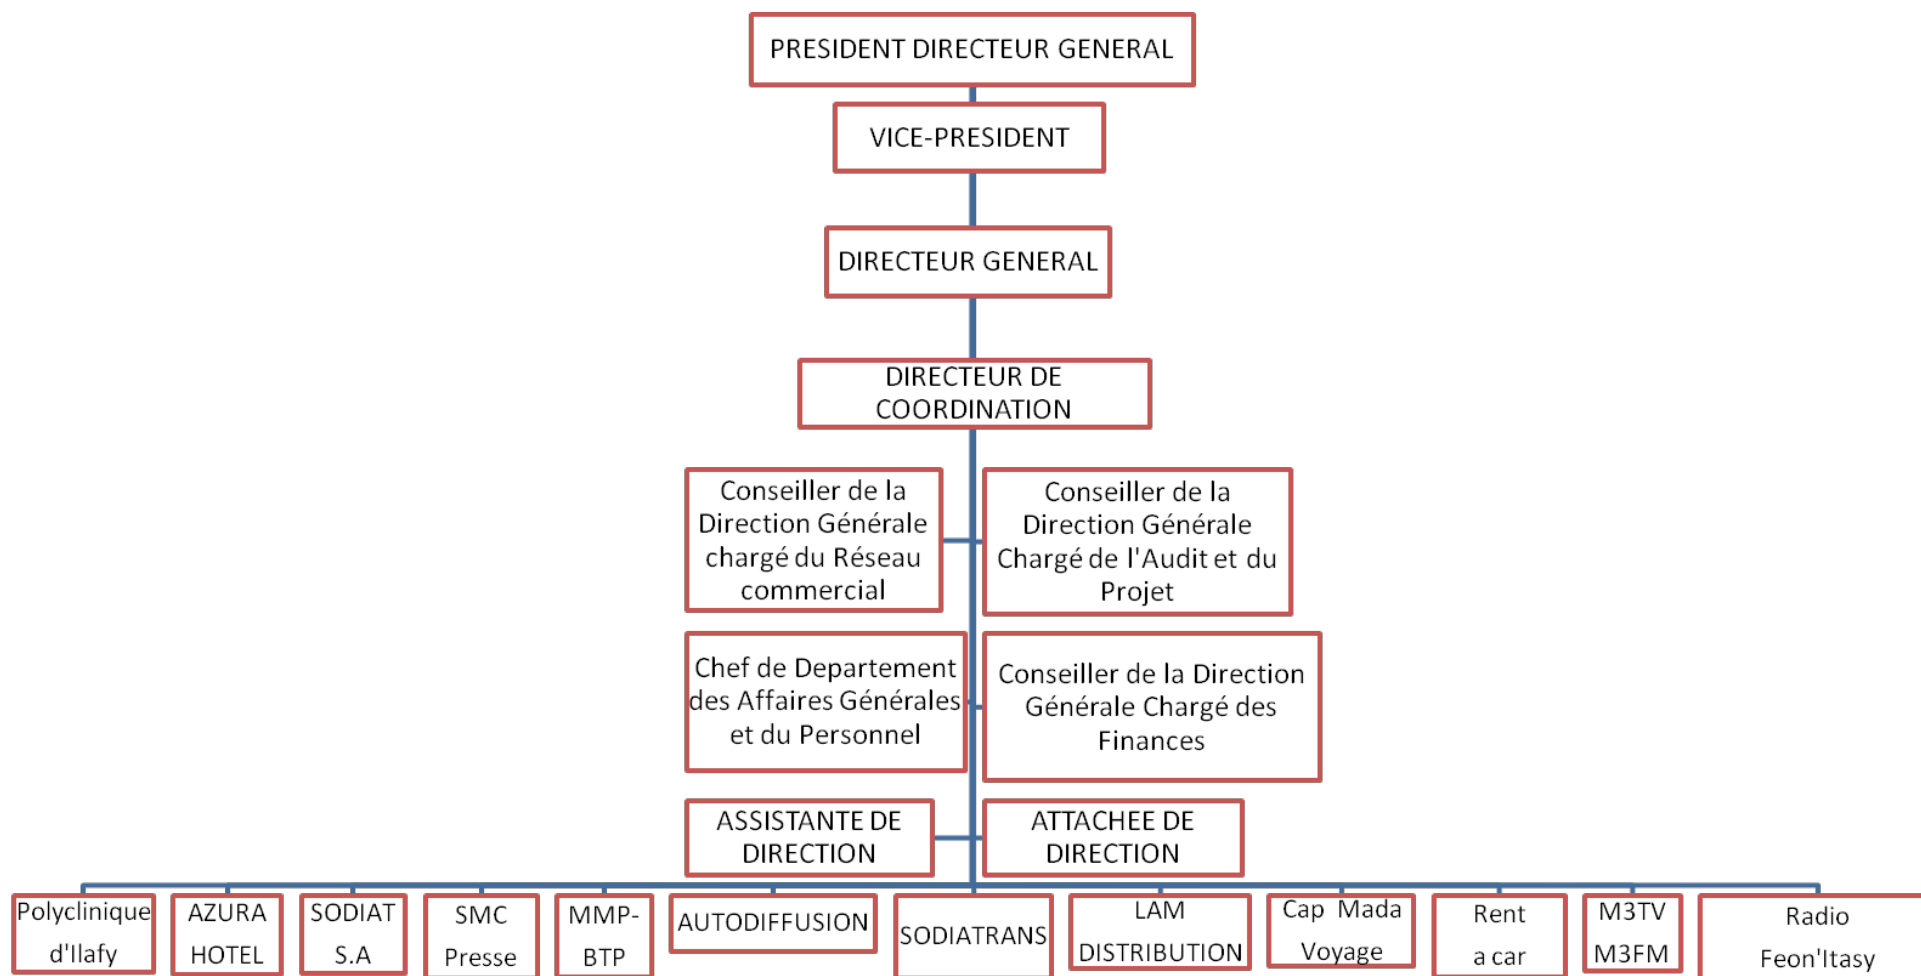 PRESIDENT DIRECTEUR GENERAL
VICE-PRESIDENT
DIRECTEUR GENERAL
DIRECTEUR DE
COORDINATION
Conseiller de la
Direction Générale
chargé du Réseau
commercial
Conseiller de la
Direction Générale
Chargé de l'Audit et du
Projet
Chef de Departement
des Affaires Générales
et du Personnel
Conseiller de la Direction
Générale Chargé des
Finances
ASSISTANTE DE
DIRECTION
ATTACHEE DE
DIRECTION
Polyclinique
d'Ilafy
AZURA
HOTEL
SODIAT
S.A
SMC
Presse
MMP-
BTP
AUTODIFFUSION
SODIATRANS
LAM
DISTRIBUTION
Cap Mada
Voyage
Rent
a car
M3TV
M3FM
Radio
Feon'Itasy